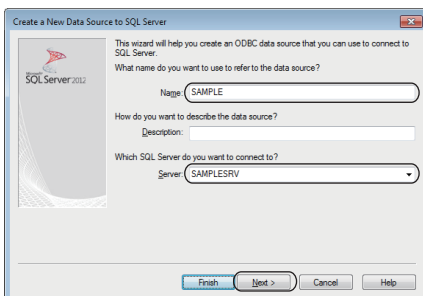 Create a New Data Source to SQL Server
This wizard will help you create an ODBC data source that you can use to connect to
SQL Server.
What name do you want to use to refer to the data source?
Name: SAMPLE
How do you want to describe the data source?
Description:
Which SQL Server do you want to connect to?
Server: SAMPLESRV
Microsoft
SQL Server 2012
Finish
Next >
Cancel
Help